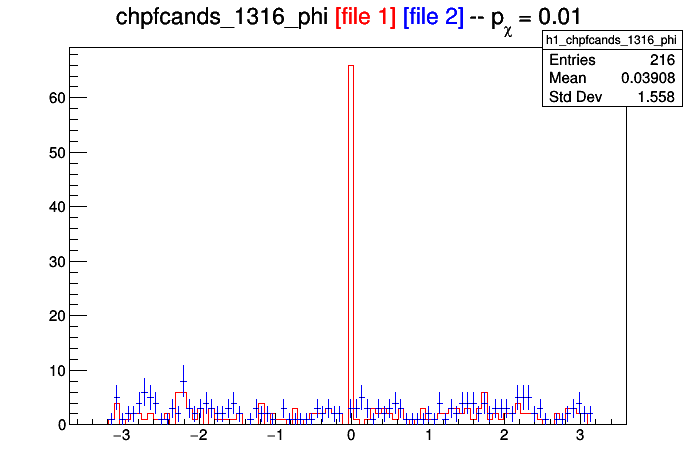 chpfcands_1316_phi [file 1] [file 2] -- pχ = 0.01
h1_chpfcands_1316_phi
Entries 216
Mean 0.03908
Std Dev 1.558
60
50
40
30
20
10
0
−3 −2 −1 0 1 2 3